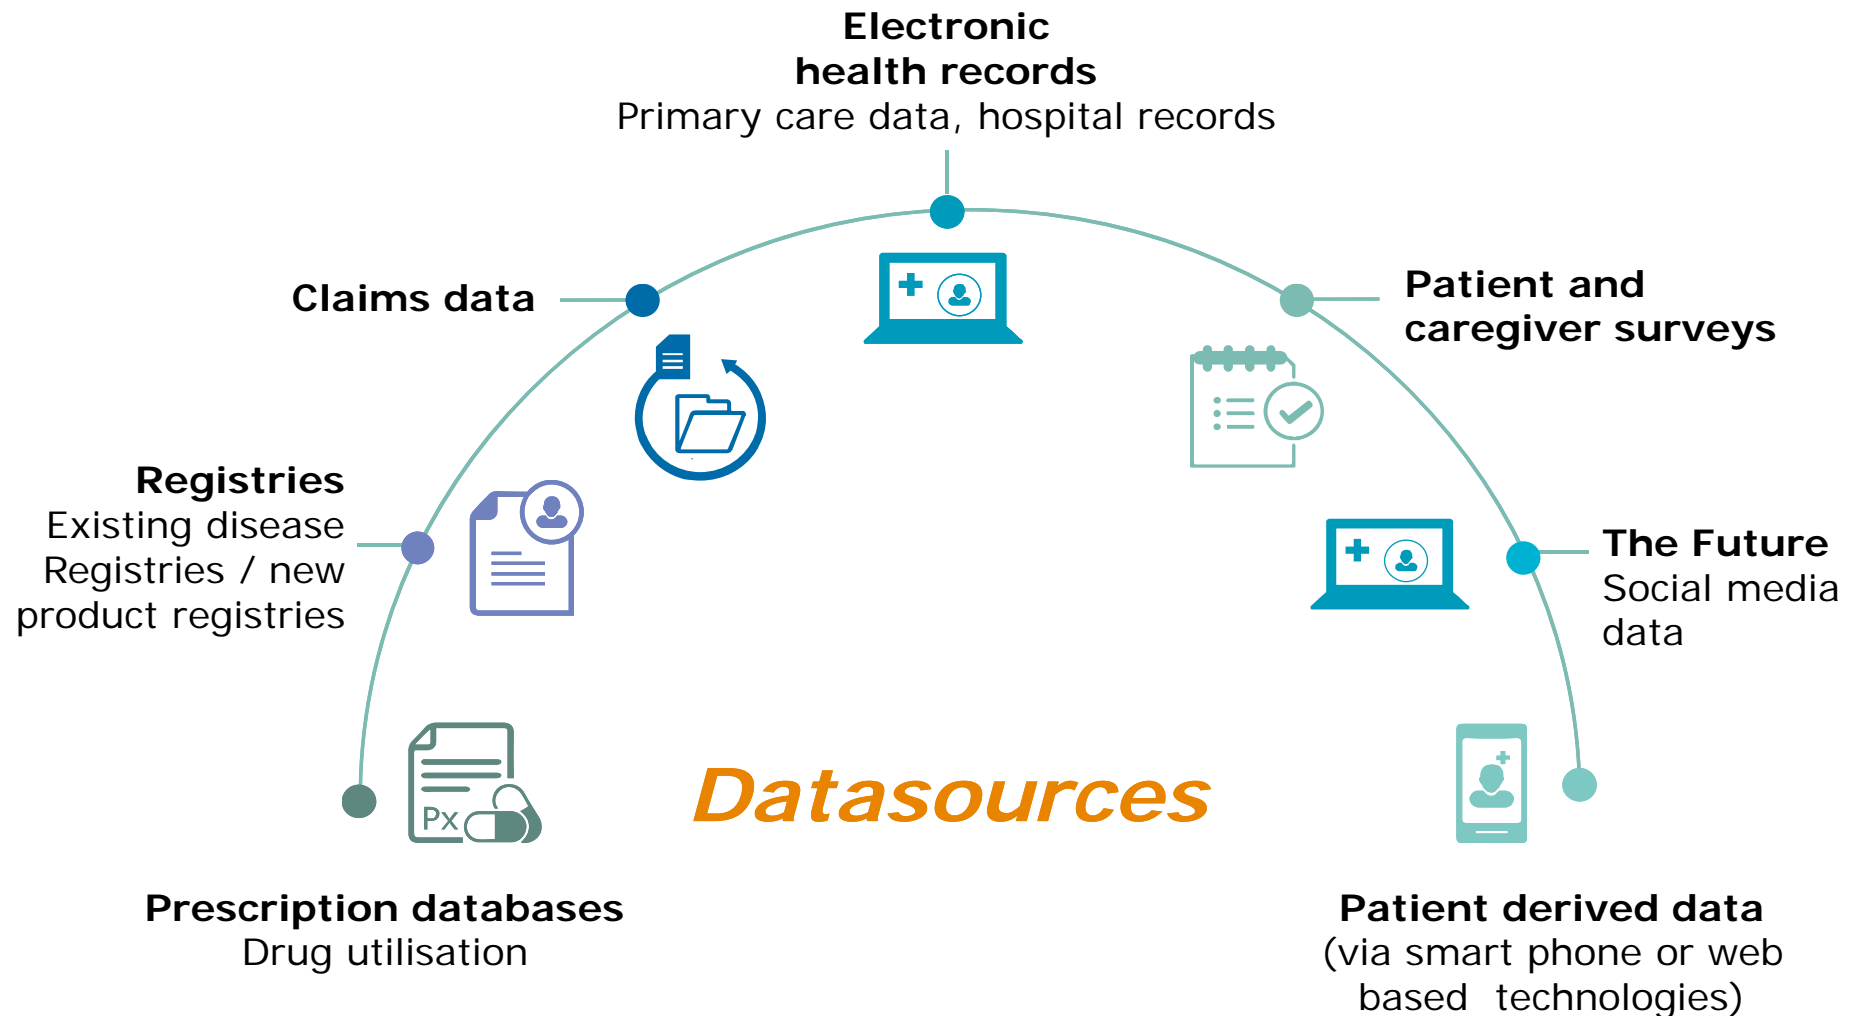 Electronic
health records
Primary care data, hospital records
Claims data
Patient and
caregiver surveys
Registries
Existing disease
Registries / new
product registries
The Future
Social media
data
Px
Datasources
Prescription databases
Drug utilisation
Patient derived data
(via smart phone or web
based technologies)